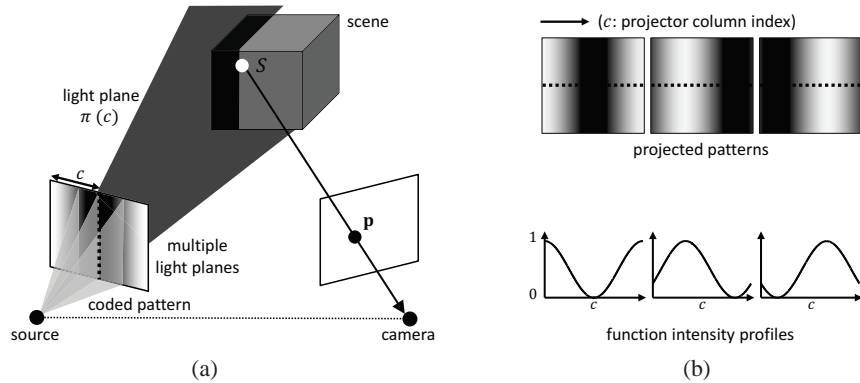 scene
S
light plane
π (c)
c
p
multiple
light planes
coded pattern
source
camera
(a)
(c: projector column index)
projected patterns
1
0
c
c
c
function intensity profiles
(b)